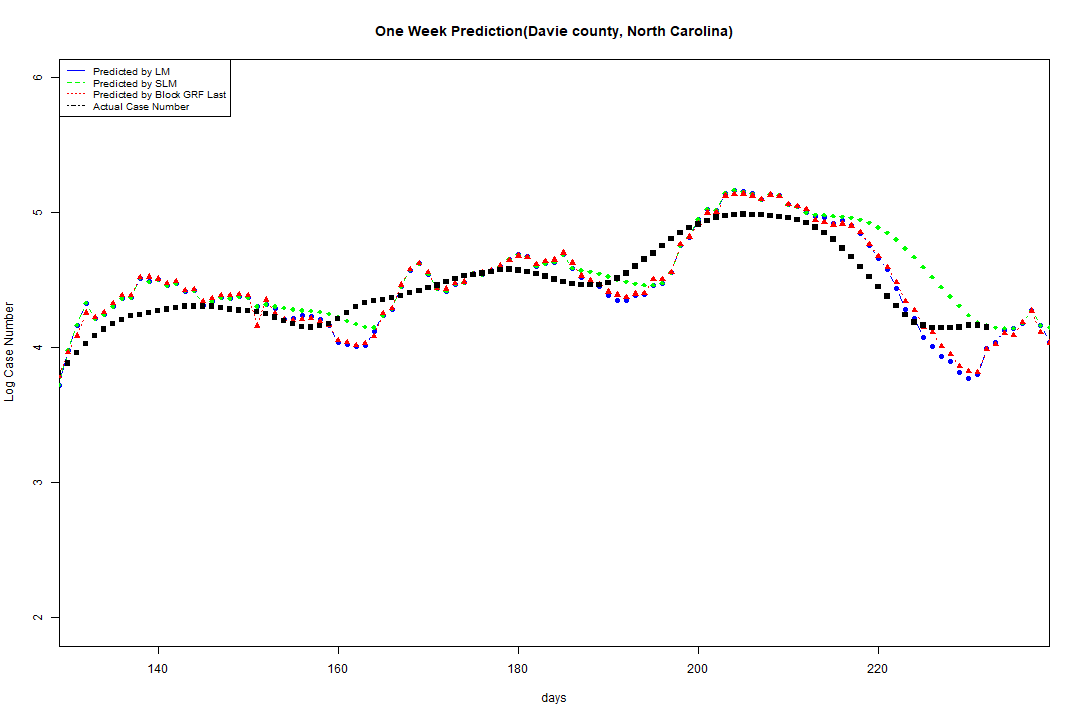 One Week Prediction(Davie county, North Carolina)
Predicted by LM
Predicted by SLM
Predicted by Block GRF Last
Actual Case Number
6
5
4
3
2
Log Case Number
140 160 180 200 220
days